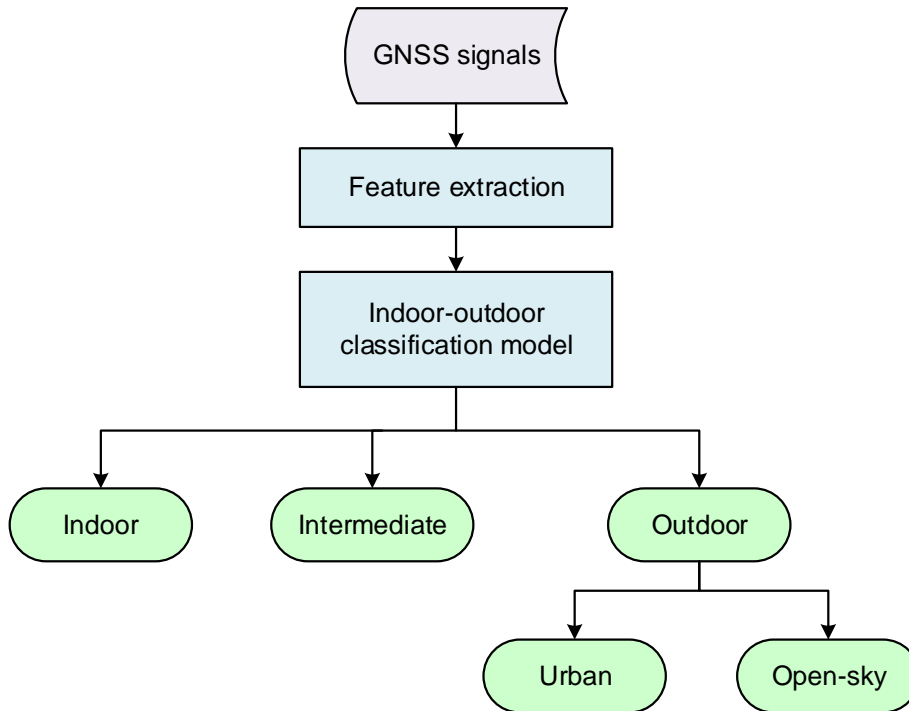 GNSS signals
Feature extraction
Indoor-outdoor
classification model
Indoor
Intermediate
Outdoor
Urban
Open-sky